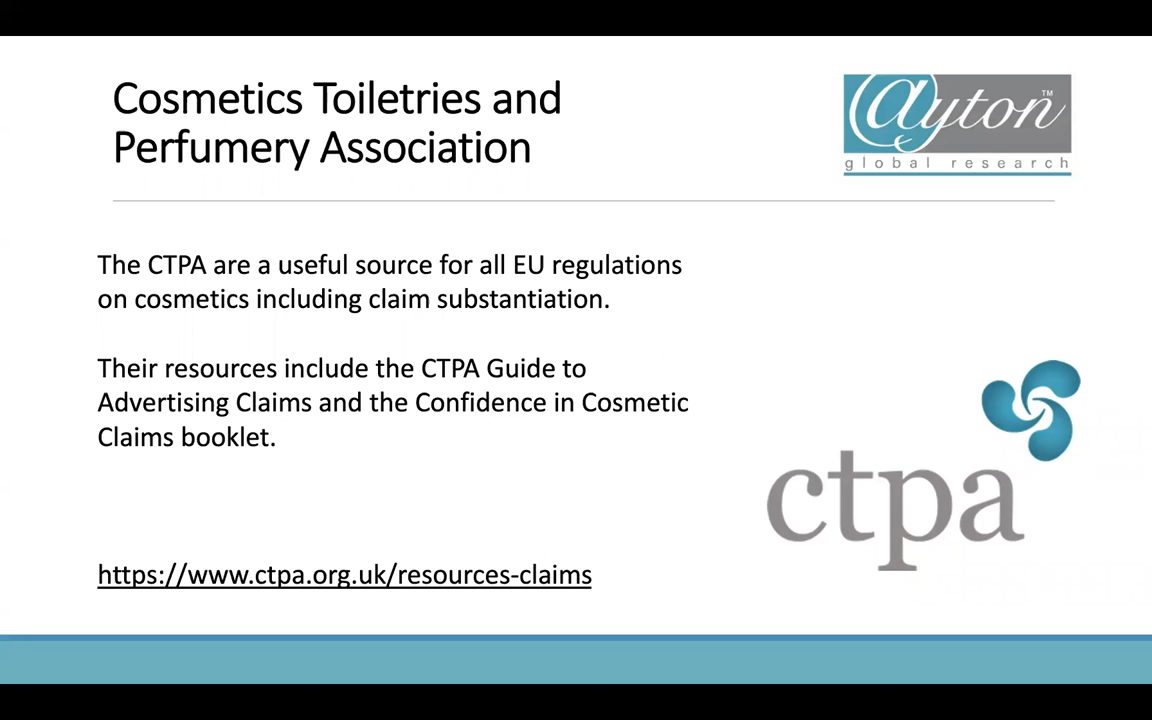 Cosmetics Toiletries and
Perfumery Association
@yton™
global research
The CTPA are a useful source for all EU regulations
on cosmetics including claim substantiation.
Their resources include the CTPA Guide to
Advertising Claims and the Confidence in Cosmetic
Claims booklet.
ctpa
https://www.ctpa.org.uk/resources-claims